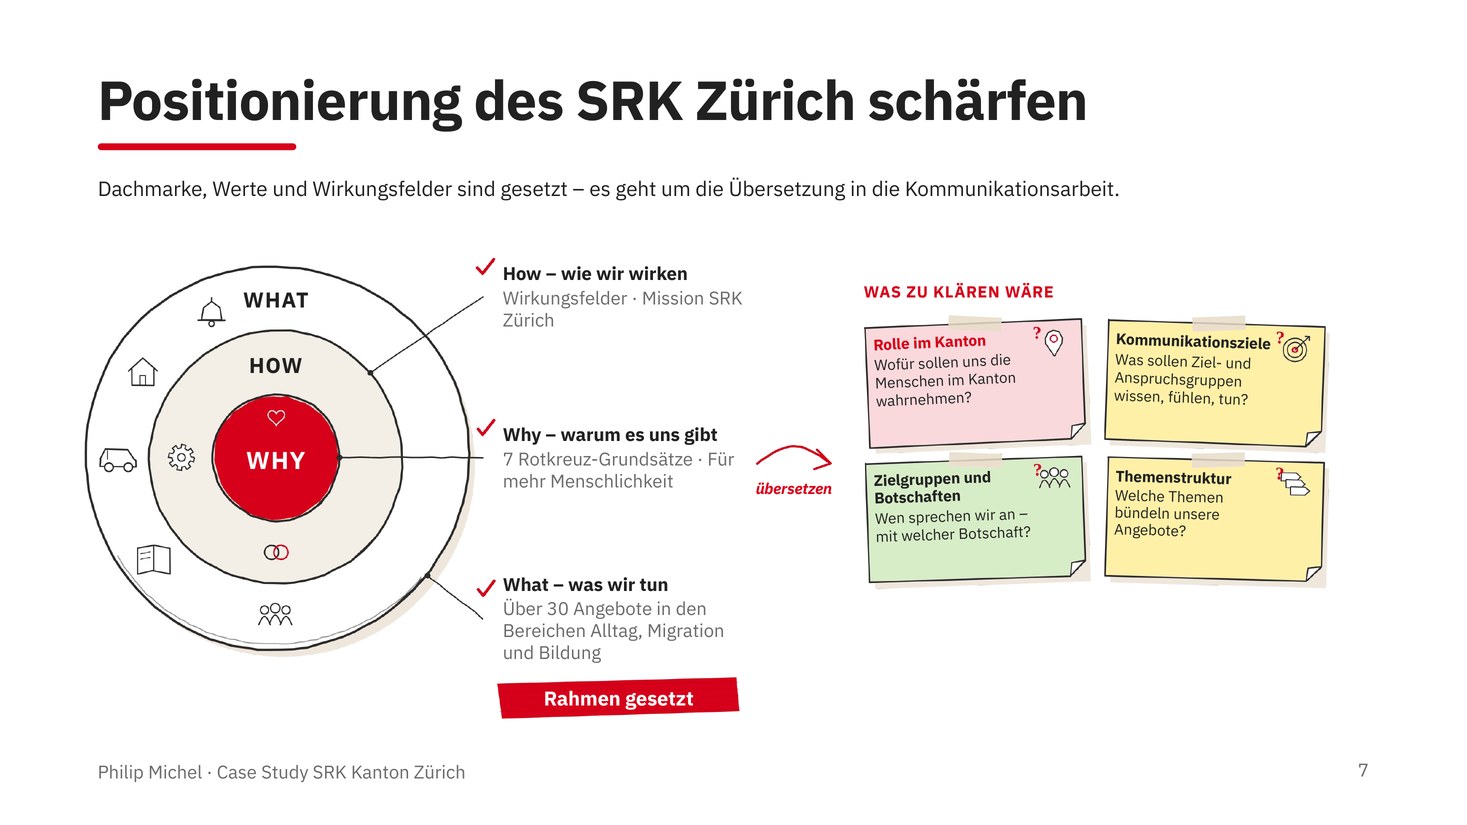 Positionierung des SRK Zürich schärfen
Dachmarke, Werte und Wirkungsfelder sind gesetzt – es geht um die Übersetzung in die Kommunikationsarbeit.
WHAT
HOW
WHY
How – wie wir wirken
Wirkungsfelder · Mission SRK
Zürich
Why – warum es uns gibt
7 Rotkreuz-Grundsätze · Für
mehr Menschlichkeit
What – was wir tun
Über 30 Angebote in den
Bereichen Alltag, Migration
und Bildung
Rahmen gesetzt
übersetzen
WAS ZU KLÄREN WÄRE
Rolle im Kanton
?
Wofür sollen uns die
Menschen im Kanton
wahrnehmen?
Kommunikationsziele
?
Was sollen Ziel- und
Anspruchsgruppen
wissen, fühlen, tun?
Zielgruppen und
Botschaften
?
Wen sprechen wir an –
mit welcher Botschaft?
Themenstruktur
?
Welche Themen
bündeln unsere
Angebote?
Philip Michel · Case Study SRK Kanton Zürich
7